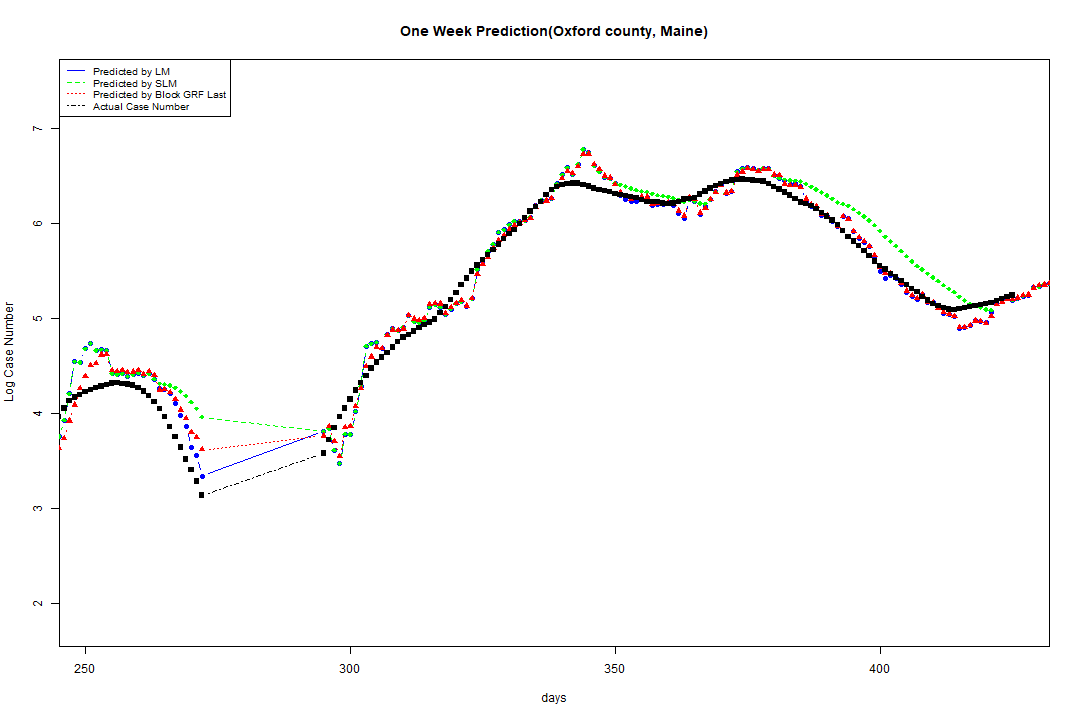 One Week Prediction(Oxford county, Maine)
Predicted by LM
Predicted by SLM
Predicted by Block GRF Last
Actual Case Number
7
6
5
4
3
2
Log Case Number
250 300 350 400
days